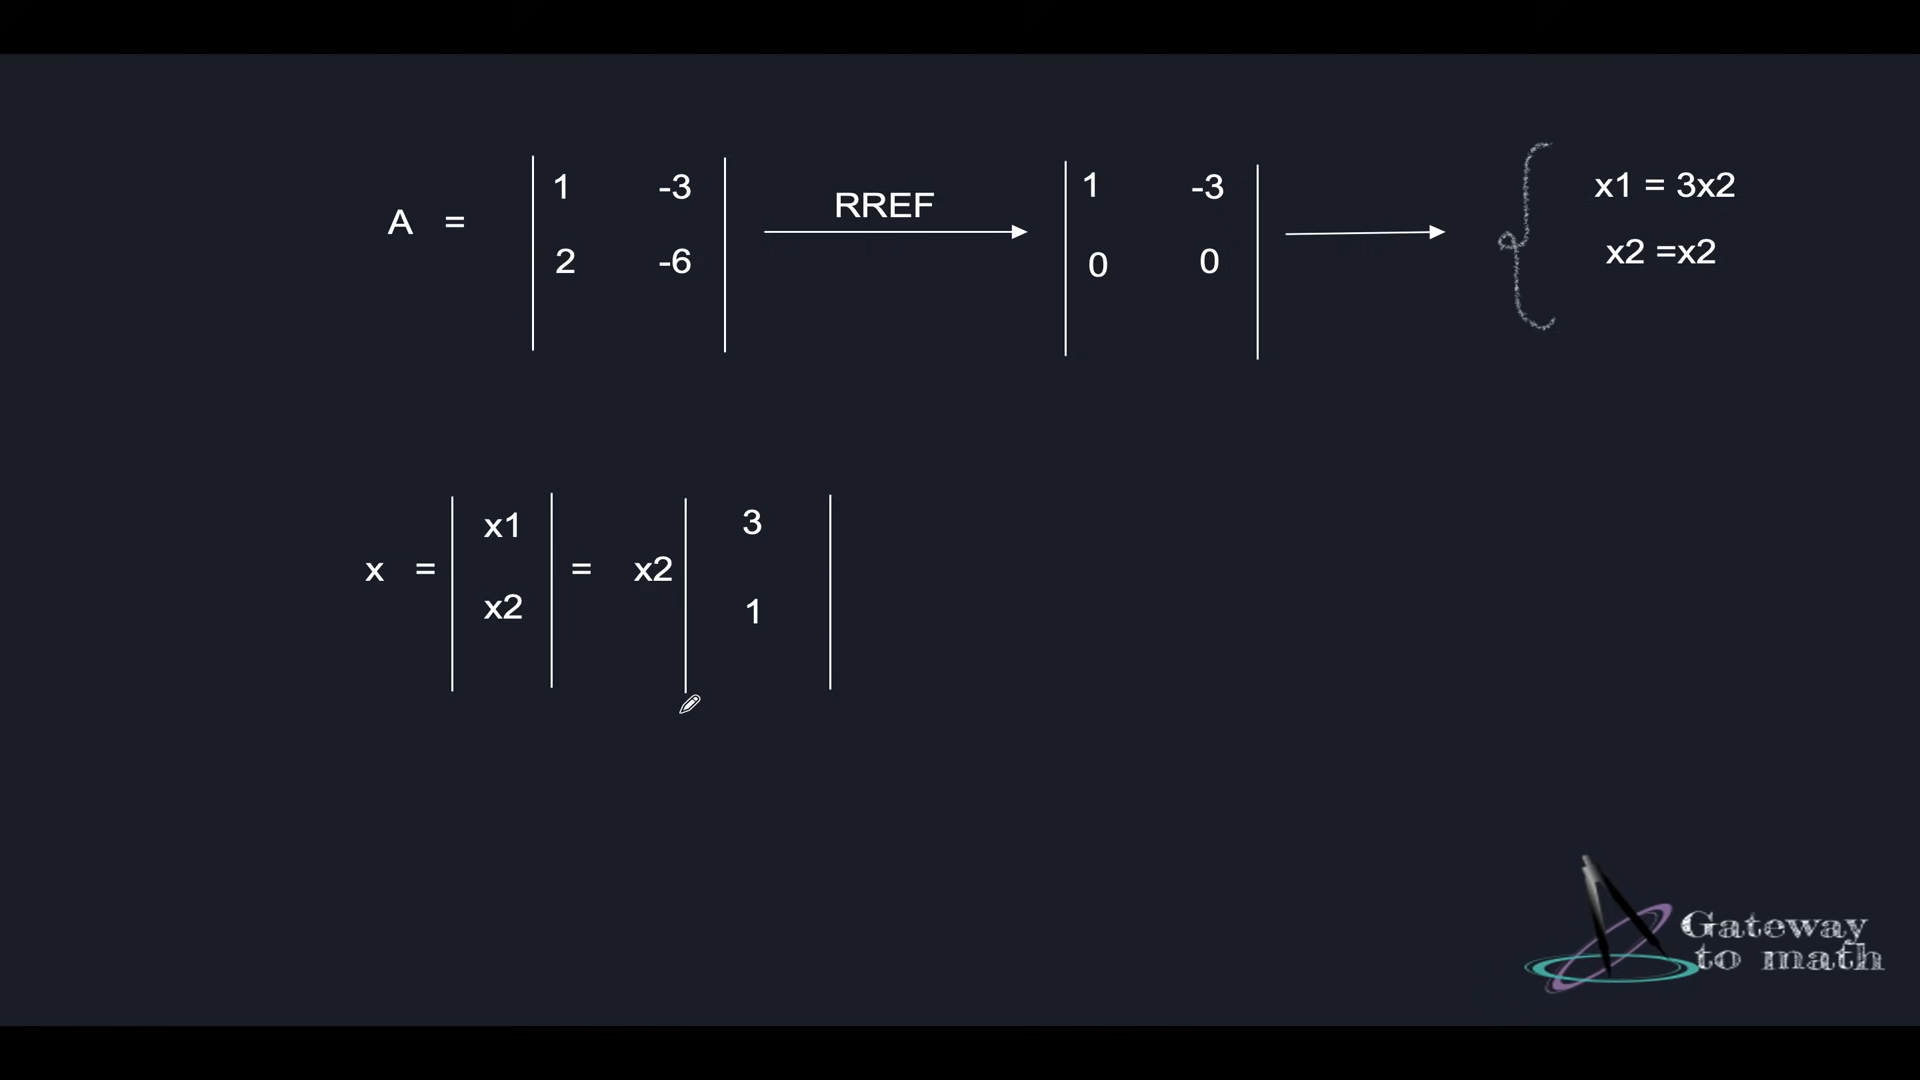 A = 1 -3 RREF 1 -3 x1 = 3x2
2 -6 0 0 x2 =x2
x = x1 = x2 3
x2 1
Gateway
to math